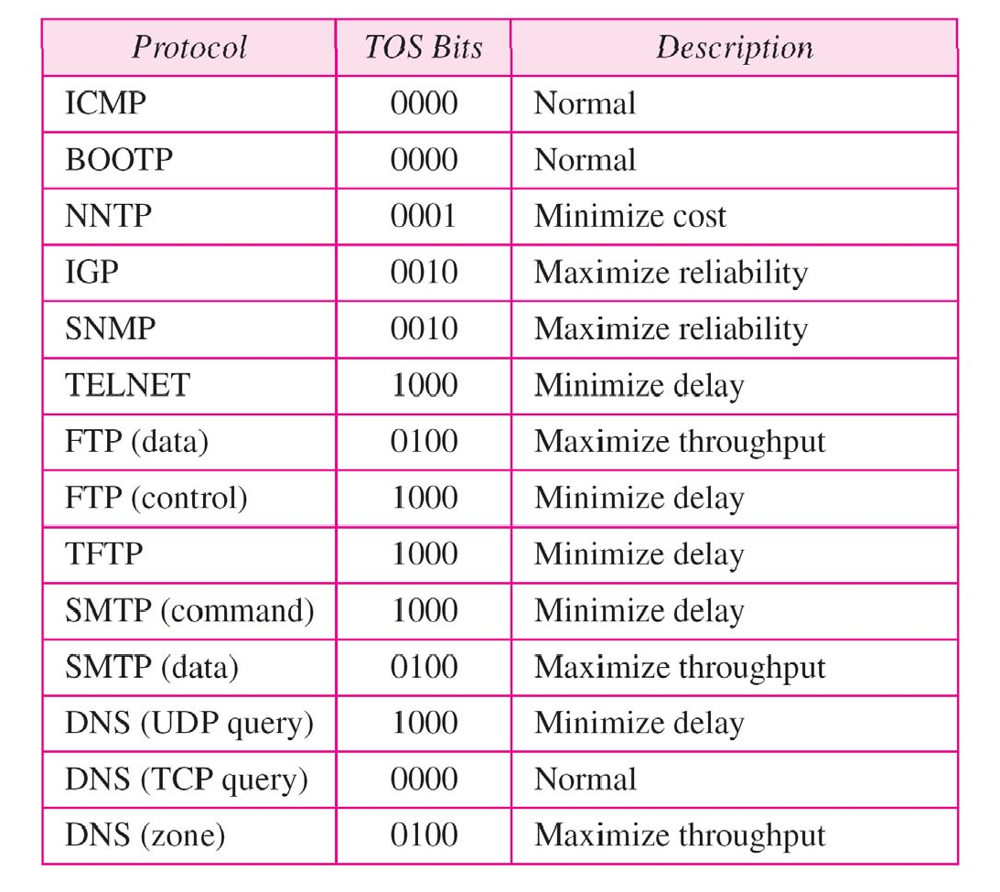 Protocol TOS Bits Description
ICMP 0000 Normal
BOOTP 0000 Normal
NNTP 0001 Minimize cost
IGP 0010 Maximize reliability
SNMP 0010 Maximize reliability
TELNET 1000 Minimize delay
FTP (data) 0100 Maximize throughput
FTP (control) 1000 Minimize delay
TFTP 1000 Minimize delay
SMTP (command) 1000 Minimize delay
SMTP (data) 0100 Maximize throughput
DNS (UDP query) 1000 Minimize delay
DNS (TCP query) 0000 Normal
DNS (zone) 0100 Maximize throughput